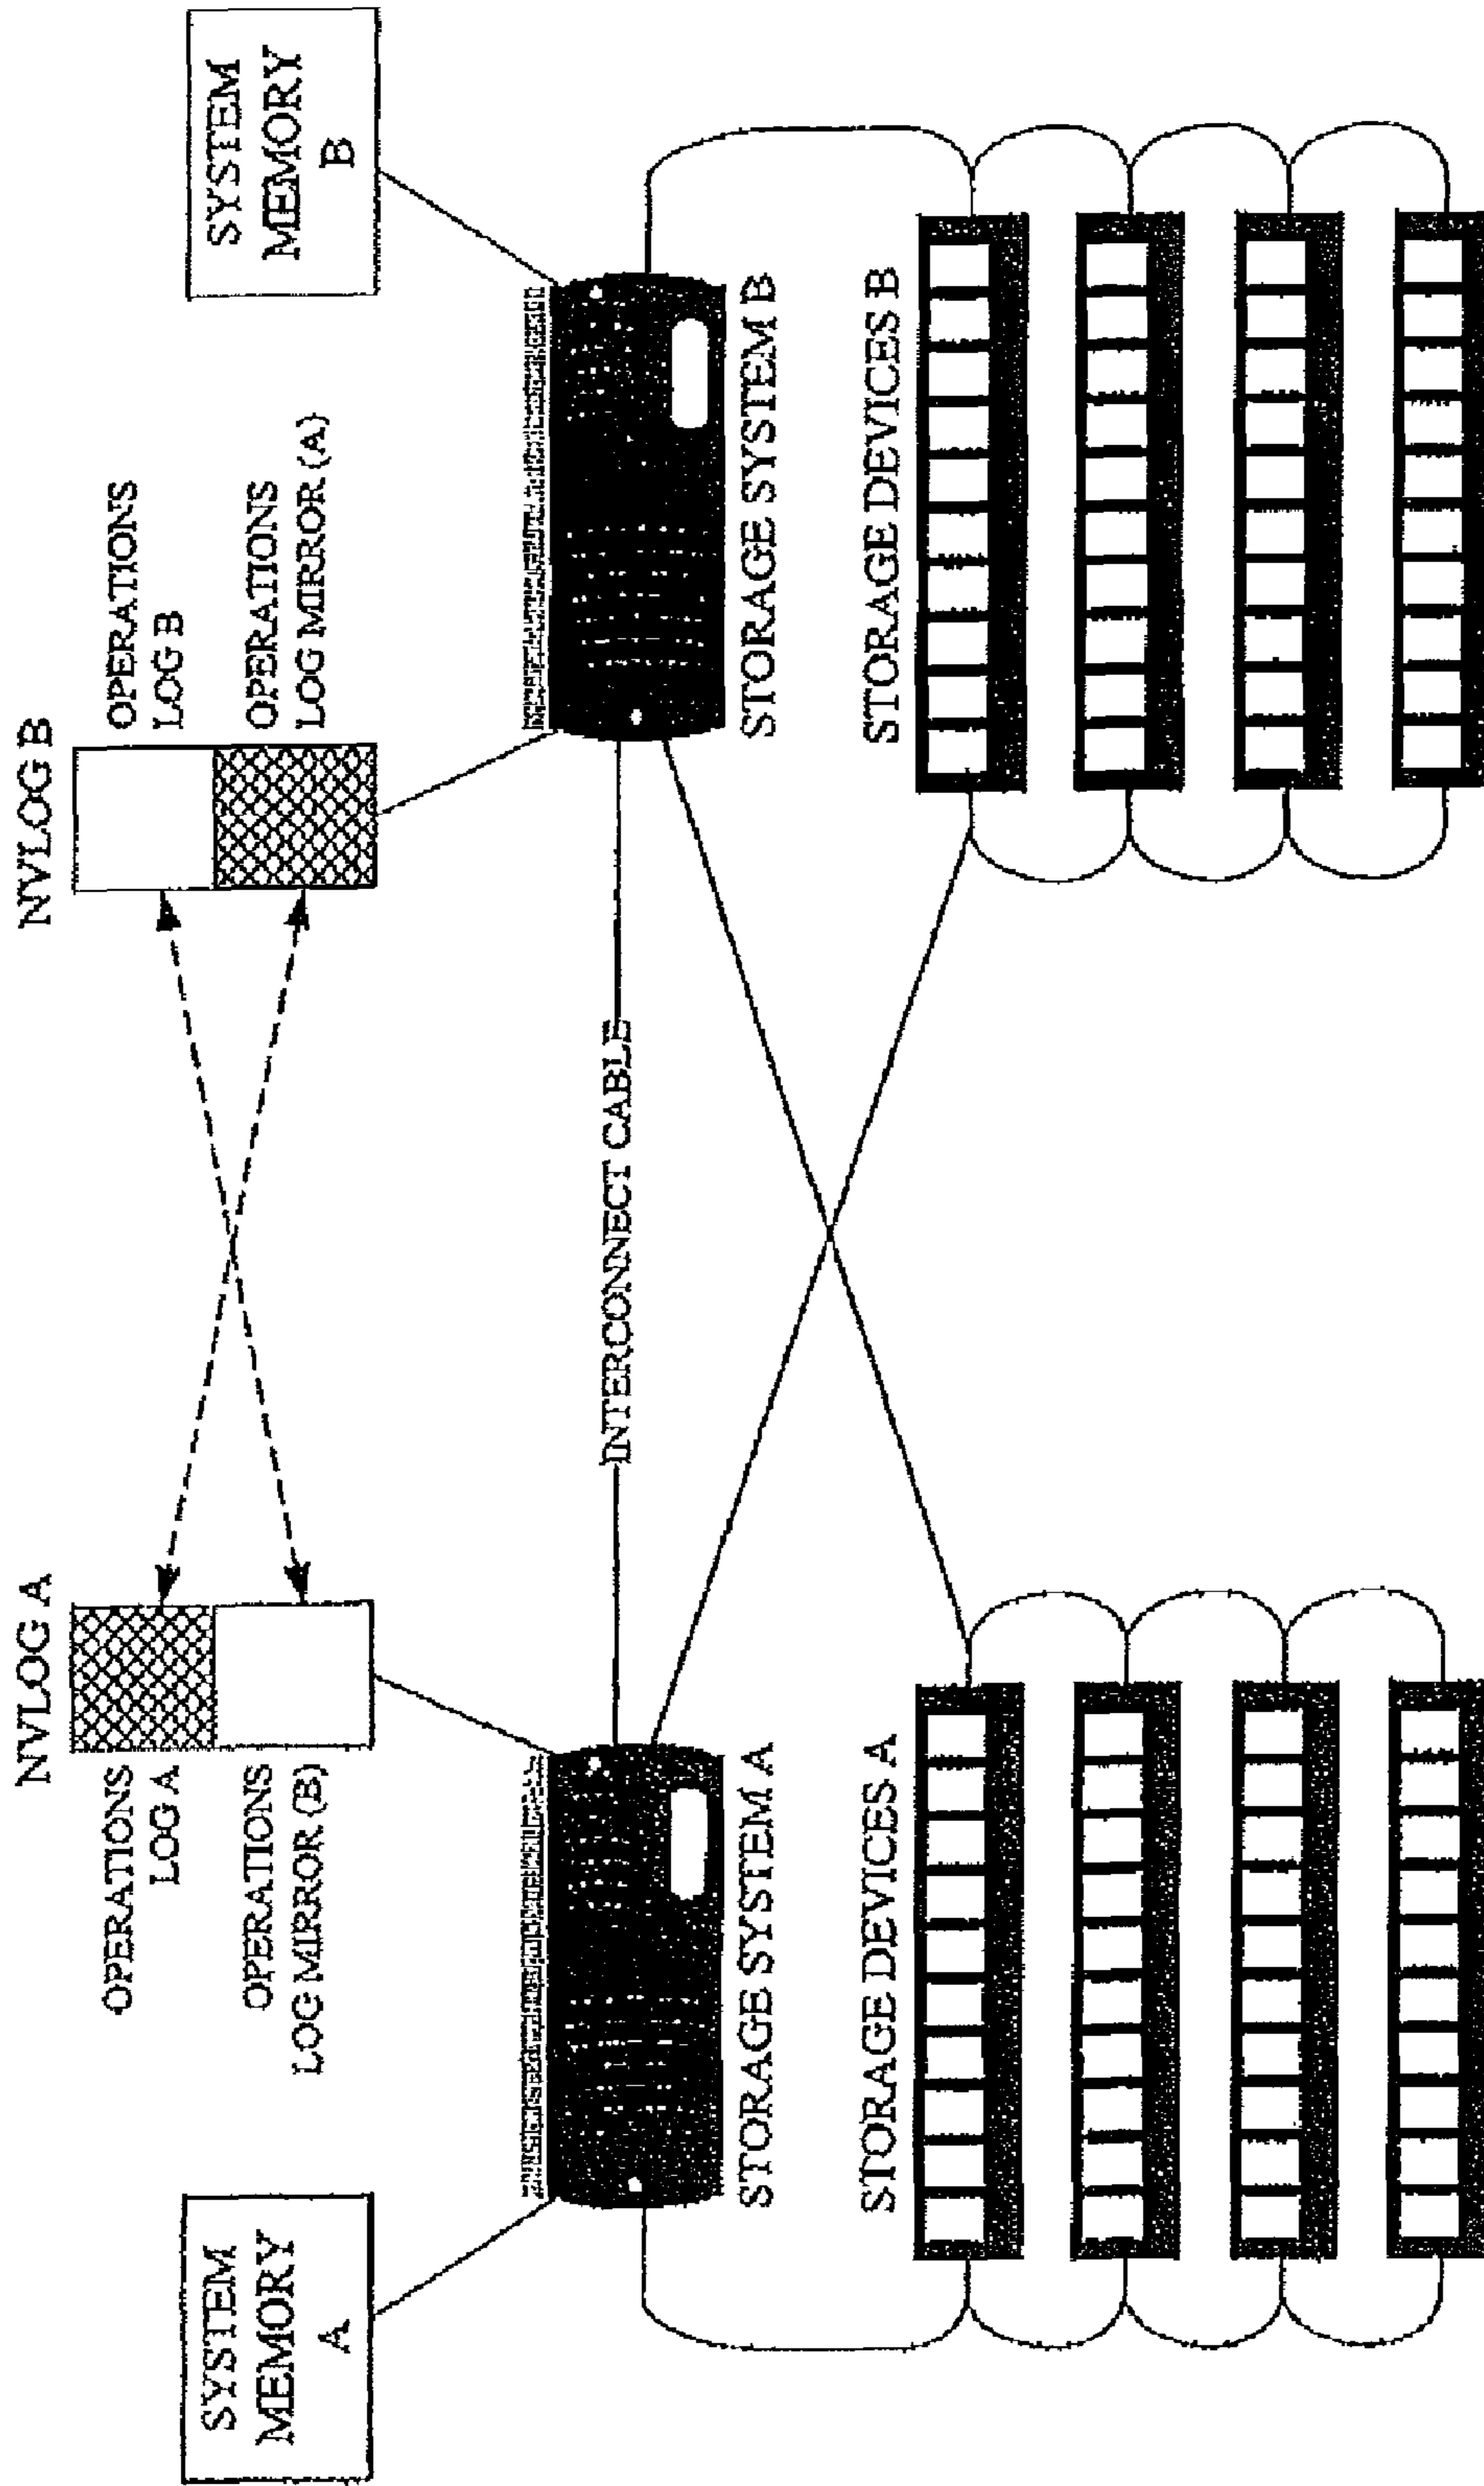 NVLOG A
NVLOG B
OPERATIONS
LOG A
OPERATIONS
LOG MIRROR (B)
OPERATIONS
LOG B
OPERATIONS
LOG MIRROR (A)
SYSTEM
MEMORY
A
SYSTEM
MEMORY
B
INTERCONNECT CABLE
STORAGE SYSTEM A
STORAGE SYSTEM B
STORAGE DEVICES A
STORAGE DEVICES B